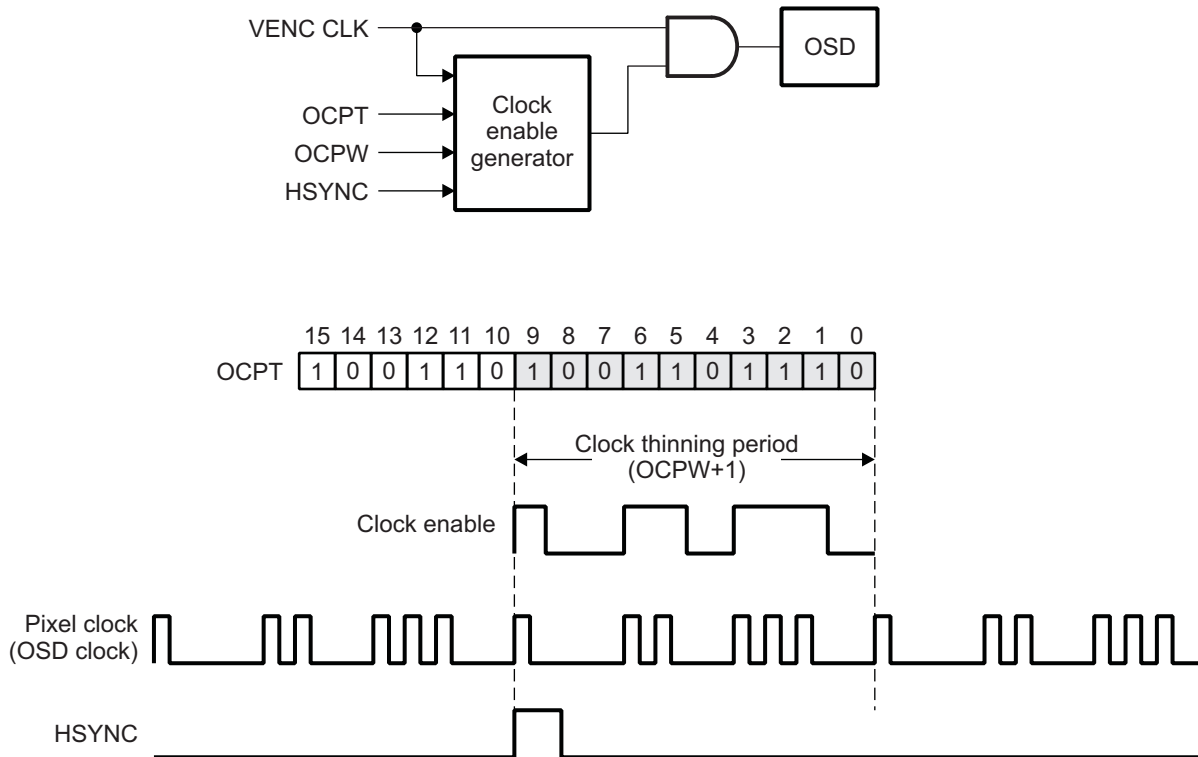 VENC CLK
OSD
Clock
enable
generator
OCPT
OCPW
HSYNC
15 14 13 12 11 10 9 8 7 6 5 4 3 2 1 0
OCPT 1 0 0 1 1 0 1 0 0 1 1 0 1 1 1 0
Clock thinning period
(OCPW+1)
Clock enable
Pixel clock
(OSD clock)
HSYNC